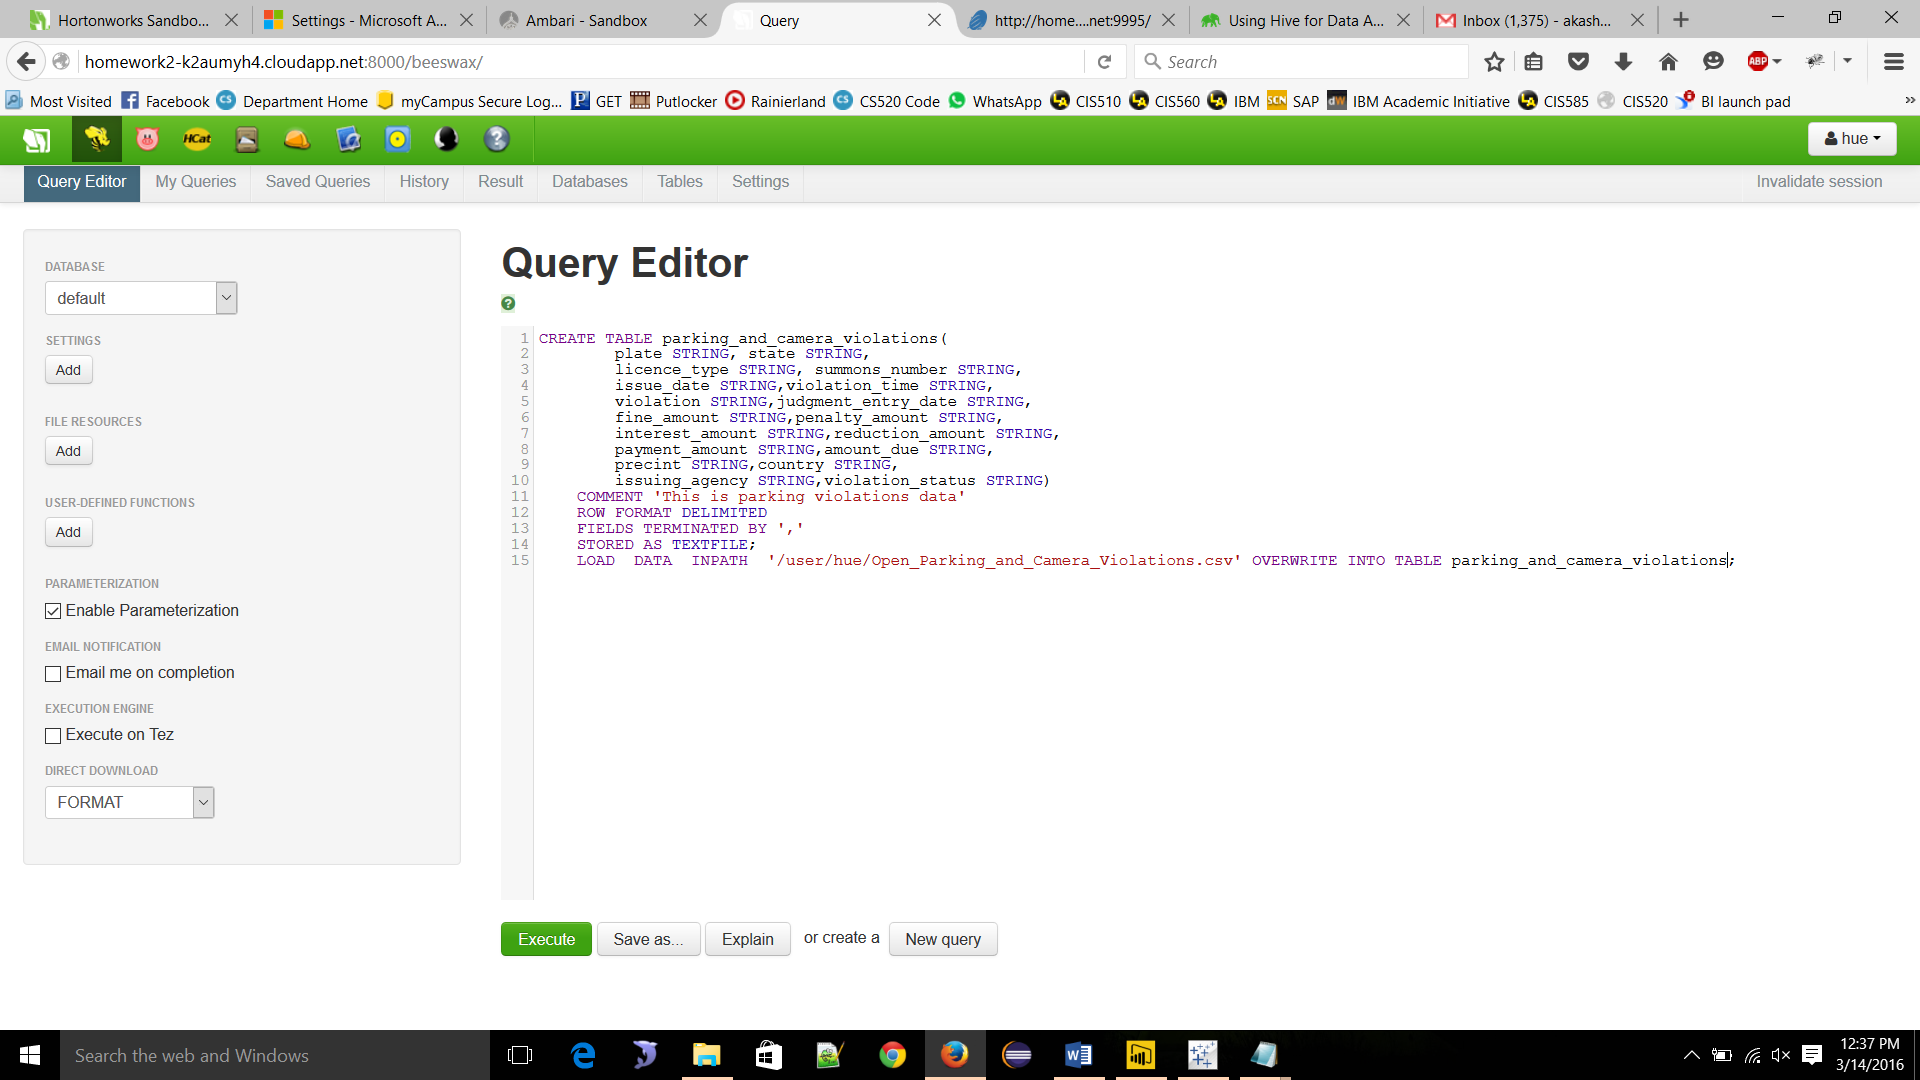 Hortonworks Sandbo...
Settings - Microsoft A...
Ambari - Sandbox
Query
http://home....net:9995/
Using Hive for Data A...
Inbox (1,375) - akash...
homework2-k2aumyh4.cloudapp.net:8000/beeswax/
Search
ABP
Most Visited
Facebook
Department Home
myCampus Secure Log...
GET
Putlocker
Rainierland
CS520 Code
WhatsApp
CIS510
CIS560
IBM
SAP
IBM Academic Initiative
CIS585
CIS520
BI launch pad
HCat
hue
Query Editor
My Queries
Saved Queries
History
Result
Databases
Tables
Settings
Invalidate session
DATABASE
default
SETTINGS
Add
FILE RESOURCES
Add
USER-DEFINED FUNCTIONS
Add
PARAMETERIZATION
Enable Parameterization
EMAIL NOTIFICATION
Email me on completion
EXECUTION ENGINE
Execute on Tez
DIRECT DOWNLOAD
FORMAT
Query Editor
1 CREATE TABLE parking_and_camera_violations(
2 plate STRING, state STRING,
3 licence_type STRING, summons_number STRING,
4 issue_date STRING,violation_time STRING,
5 violation STRING,judgment_entry_date STRING,
6 fine_amount STRING,penalty_amount STRING,
7 interest_amount STRING,reduction_amount STRING,
8 payment_amount STRING,amount_due STRING,
9 precint STRING,country STRING,
10 issuing_agency STRING,violation_status STRING)
11 COMMENT 'This is parking violations data'
12 ROW FORMAT DELIMITED
13 FIELDS TERMINATED BY ','
14 STORED AS TEXTFILE;
15 LOAD DATA INPATH '/user/hue/Open_Parking_and_Camera_Violations.csv' OVERWRITE INTO TABLE parking_and_camera_violations;
Execute
Save as...
Explain
or create a
New query
Search the web and Windows
12:37 PM
3/14/2016